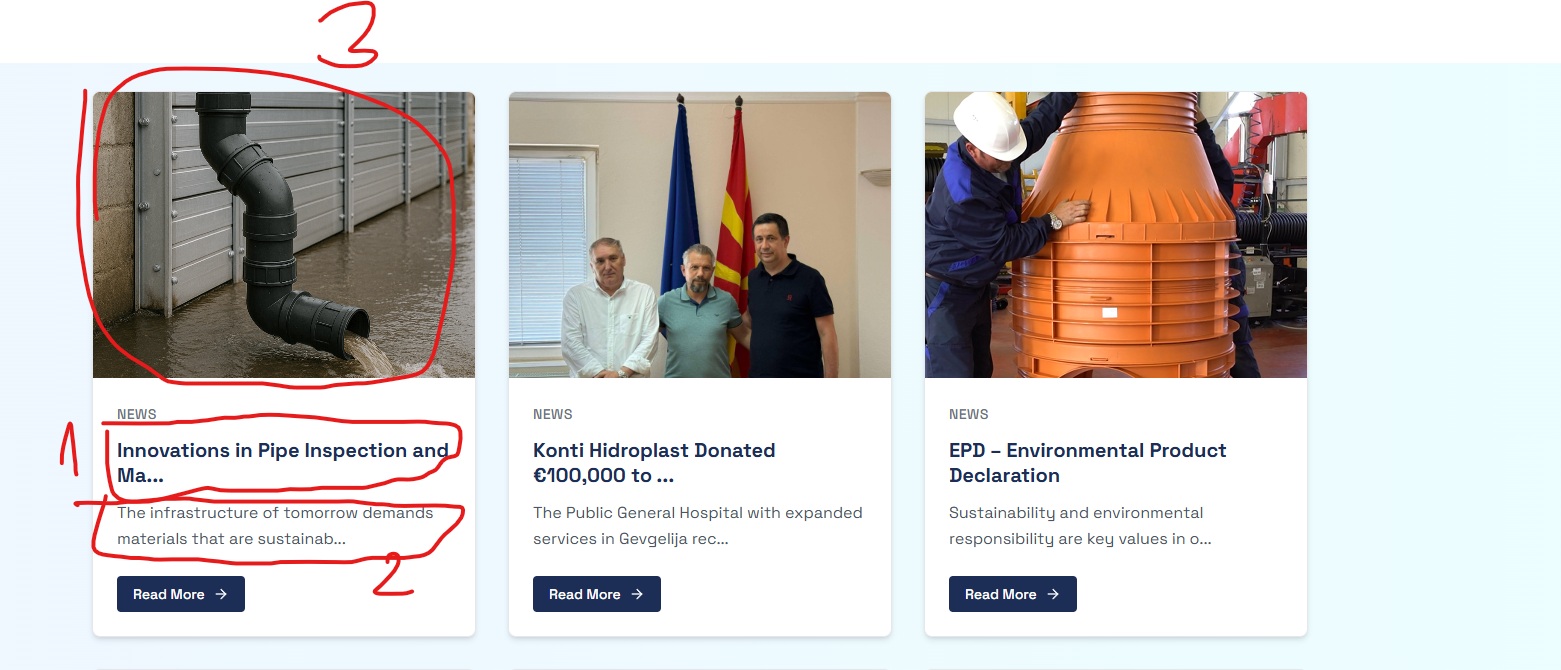 3
NEWS
1
Innovations in Pipe Inspection and
Ma...
The infrastructure of tomorrow demands
materials that are sustainab...
2
Read More →
NEWS
Konti Hidroplast Donated
€100,000 to ...
The Public General Hospital with expanded
services in Gevgelija rec...
Read More →
NEWS
EPD – Environmental Product
Declaration
Sustainability and environmental
responsibility are key values in o...
Read More →